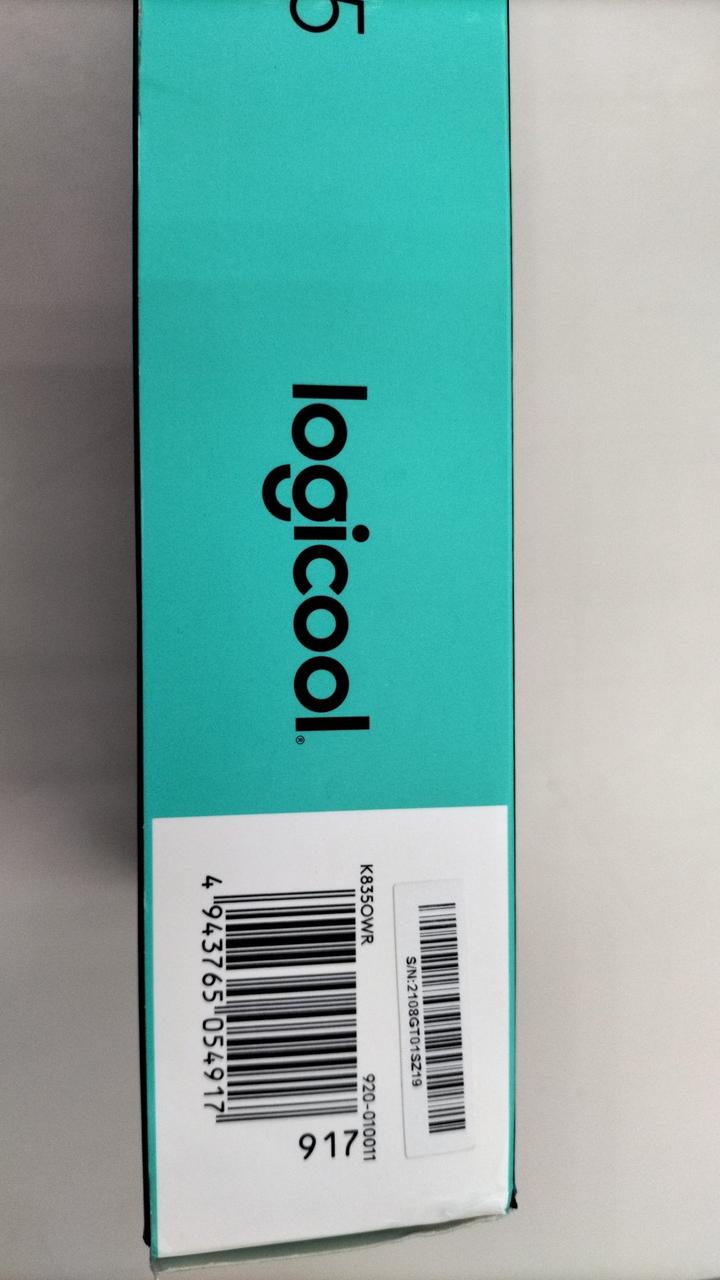 5
logicool®
S/N:2108GT01SZ19
K835OWR 920-010011
4 943765 054917
917